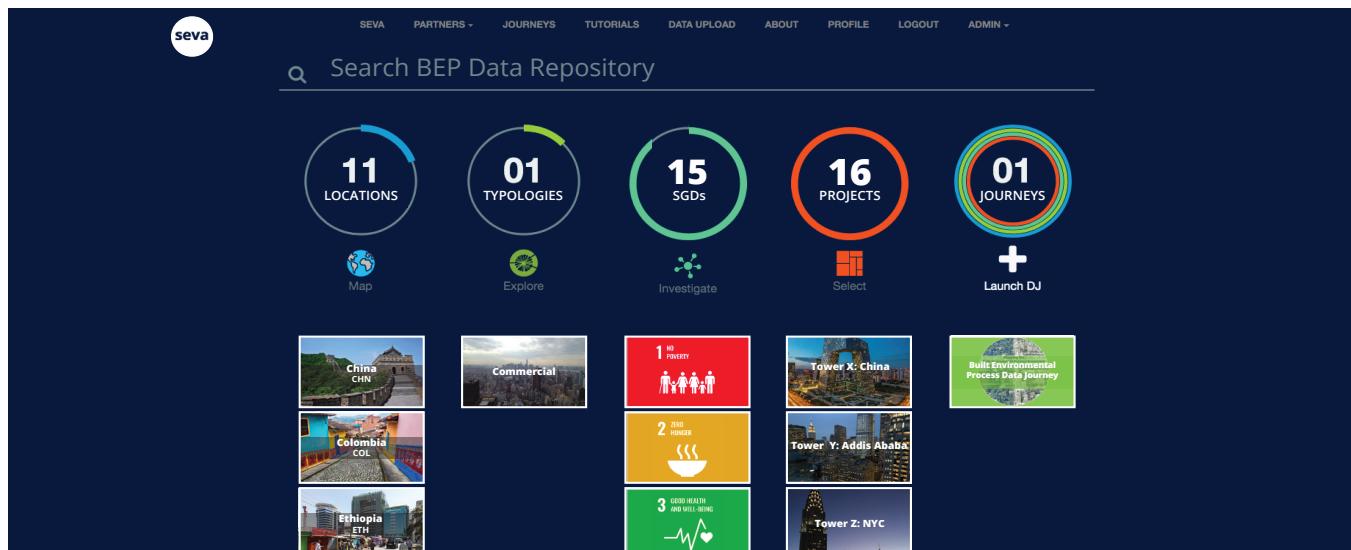 seva
SEVA PARTNERS JOURNEYS TUTORIALS DATA UPLOAD ABOUT PROFILE LOGOUT ADMIN
Search BEP Data Repository
11
LOCATIONS
01
TYPOLOGIES
15
SGDs
16
PROJECTS
01
JOURNEYS
Map
Explore
Investigate
Select
Launch DJ
China
CHN
Colombia
COL
Ethiopia
ETH
Commercial
1 NO
POVERTY
2 ZERO
HUNGER
3 GOOD HEALTH
AND WELL-BEING
Tower X: China
Tower Y: Addis Ababa
Tower Z: NYC
Built Environmental
Process Data Journey